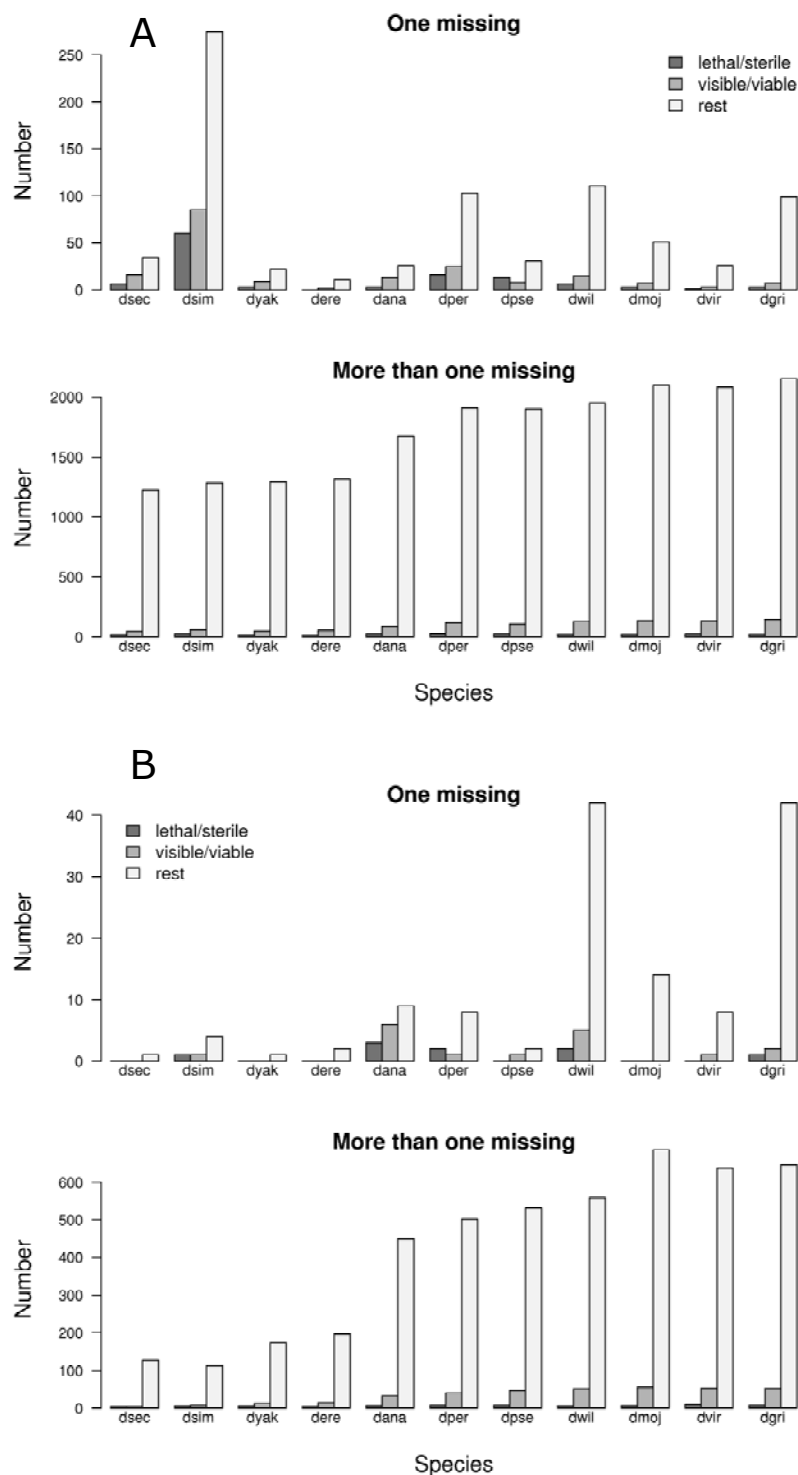 A
One missing
250
200
150
100
50
0
Number
lethal/sterile
visible/viable
rest
dsec dsim dyak dere dana dper dpse dwil dmoj dvir dgri
More than one missing
2000
1500
1000
500
0
Number
dsec dsim dyak dere dana dper dpse dwil dmoj dvir dgri
Species
B
One missing
40
30
20
10
0
Number
lethal/sterile
visible/viable
rest
dsec dsim dyak dere dana dper dpse dwil dmoj dvir dgri
More than one missing
600
500
400
300
200
100
0
Number
dsec dsim dyak dere dana dper dpse dwil dmoj dvir dgri
Species